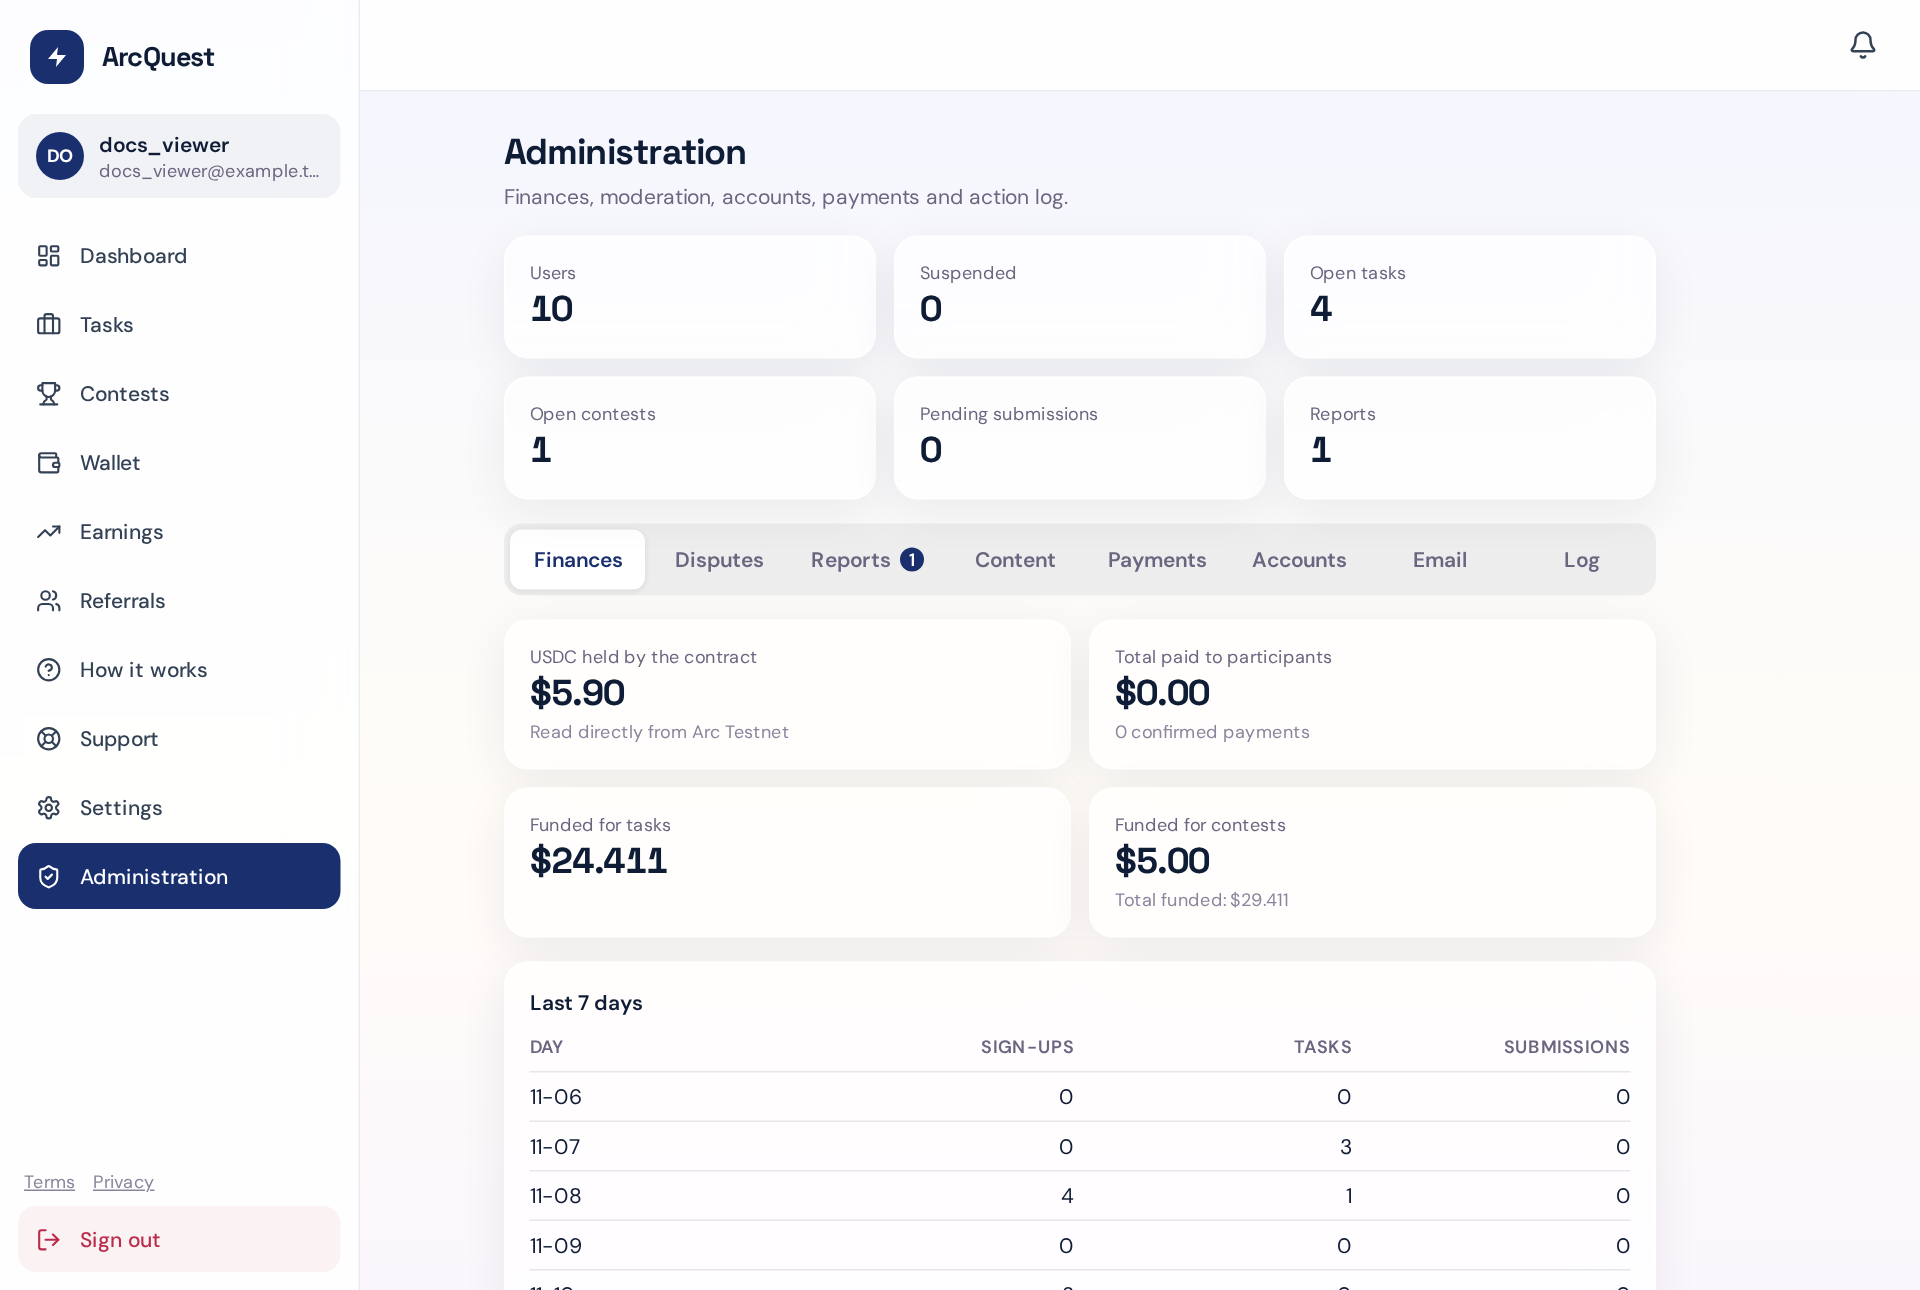 ArcQuest
DO
docs_viewer
docs_viewer@example.t...
Dashboard
Tasks
Contests
Wallet
Earnings
Referrals
How it works
Support
Settings
Administration
Terms Privacy
Sign out
Administration
Finances, moderation, accounts, payments and action log.
Users Suspended Open tasks
10 0 4
Open contests Pending submissions Reports
1 0 1
Finances Disputes Reports 1 Content Payments Accounts Email Log
USDC held by the contract Total paid to participants
$5.90 $0.00
Read directly from Arc Testnet 0 confirmed payments
Funded for tasks Funded for contests
$24.411 $5.00
Total funded: $29.411
Last 7 days
DAY SIGN-UPS TASKS SUBMISSIONS
11-06 0 0 0
11-07 0 3 0
11-08 4 1 0
11-09 0 0 0